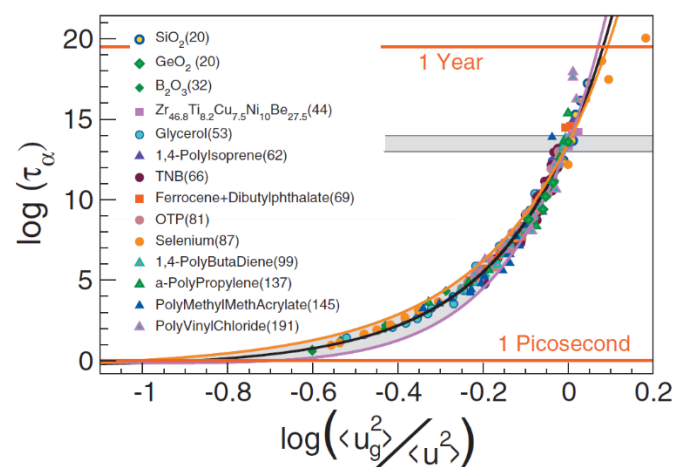 20
15
10
5
0
log (τα)
SiO2(20)
GeO2 (20)
B2O3(32)
Zr46.8Ti8.2Cu7.5Ni10Be27.5(44)
Glycerol(53)
1,4-PolyIsoprene(62)
TNB(66)
Ferrocene+Dibutylphthalate(69)
OTP(81)
Selenium(87)
1,4-PolyButaDiene(99)
a-PolyPropylene(137)
PolyMethylMethAcrylate(145)
PolyVinylChloride(191)
1 Year
1 Picosecond
-1 -0.8 -0.6 -0.4 -0.2 0 0.2
log(⟨ug2⟩/⟨u2⟩)